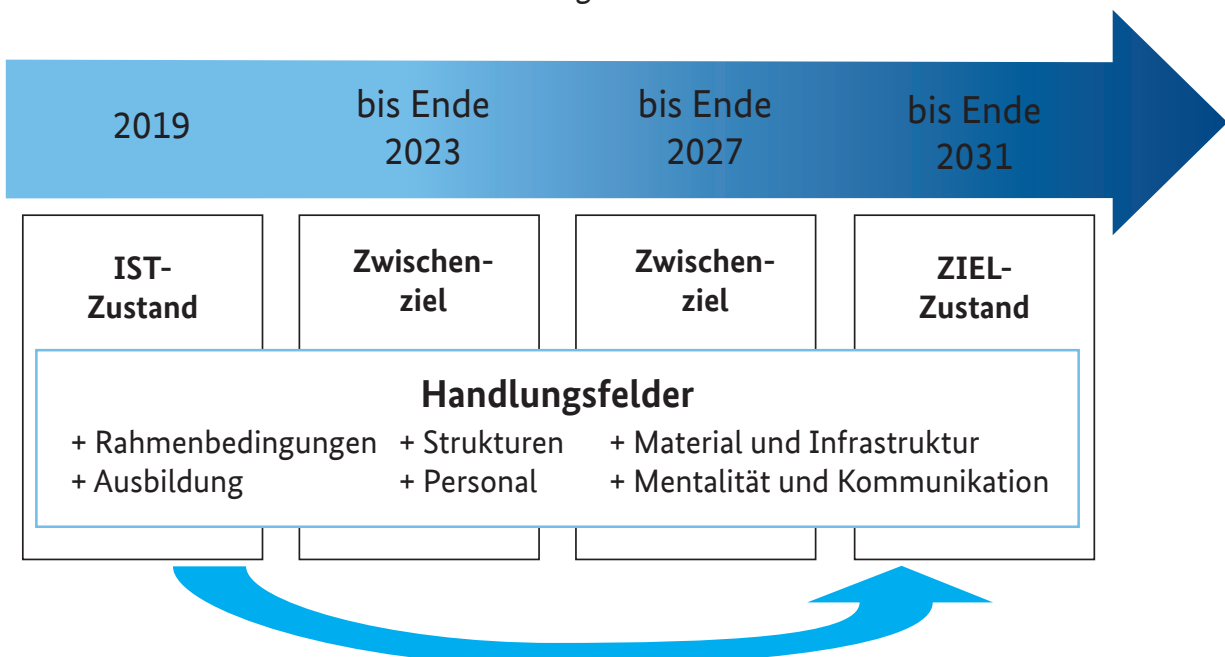 2019
bis Ende
2023
bis Ende
2027
bis Ende
2031
IST-
Zustand
Zwischen-
ziel
Zwischen-
ziel
ZIEL-
Zustand
Handlungsfelder
+ Rahmenbedingungen + Strukturen + Material und Infrastruktur
+ Ausbildung + Personal + Mentalität und Kommunikation